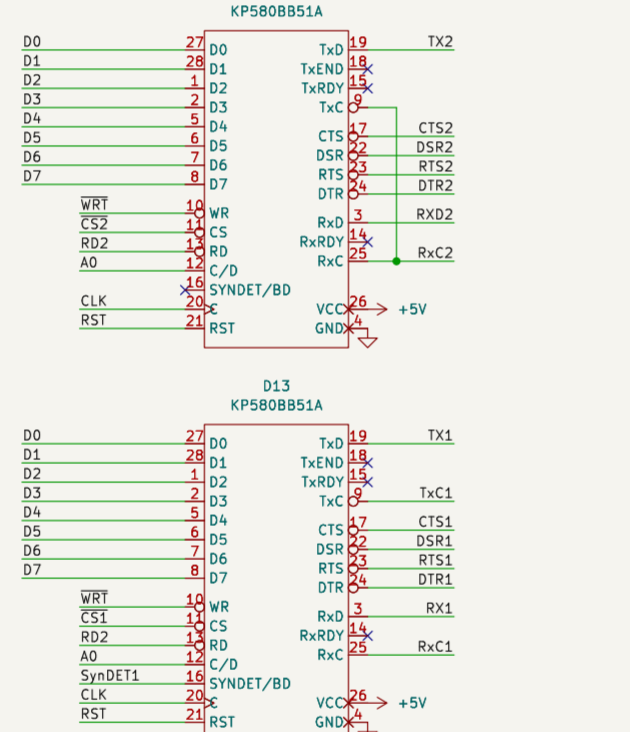 KP580BB51A
D0 27 D0 TxD 19 TX2
D1 28 D1 TxEND 18
D2 1 D2 TxRDY 15
D3 2 D3 TxC 9
D4 5 D4 CTS 17 CTS2
D5 6 D5 DSR 22 DSR2
D6 7 D6 RTS 23 RTS2
D7 8 D7 DTR 24 DTR2
WRT 10 WR RxD 3 RXD2
CS2 11 CS RxRDY 14
RD2 13 RD RxC 25 RxC2
A0 12 C/D
16 SYNDET/BD
CLK 20 C VCC 26 +5V
RST 21 RST GND 4
D13
KP580BB51A
D0 27 D0 TxD 19 TX1
D1 28 D1 TxEND 18
D2 1 D2 TxRDY 15
D3 2 D3 TxC 9 TxC1
D4 5 D4 CTS 17 CTS1
D5 6 D5 DSR 22 DSR1
D6 7 D6 RTS 23 RTS1
D7 8 D7 DTR 24 DTR1
WRT 10 WR RxD 3 RX1
CS1 11 CS RxRDY 14
RD2 13 RD RxC 25 RxC1
A0 12 C/D
SynDET1 16 SYNDET/BD
CLK 20 C VCC 26 +5V
RST 21 RST GND 4